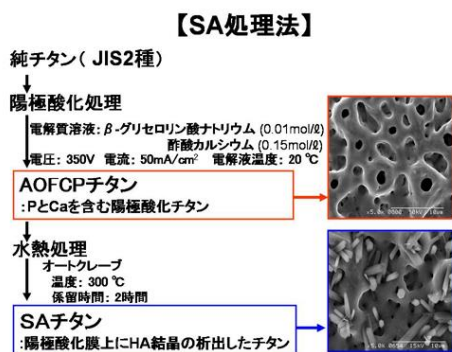 【SA処理法】
純チタン( JIS2種)
陽極酸化処理
電解質溶液: β-グリセロリン酸ナトリウム (0.01mol/ℓ)
酢酸カルシウム (0.15mol/ℓ)
電圧: 350V 電流: 50mA/cm² 電解液温度: 20 ℃
AOFCPチタン
:PとCaを含む陽極酸化チタン
水熱処理
オートクレーブ
温度: 300 ℃
係留時間: 2時間
SAチタン
:陽極酸化膜上にHA結晶の析出したチタン